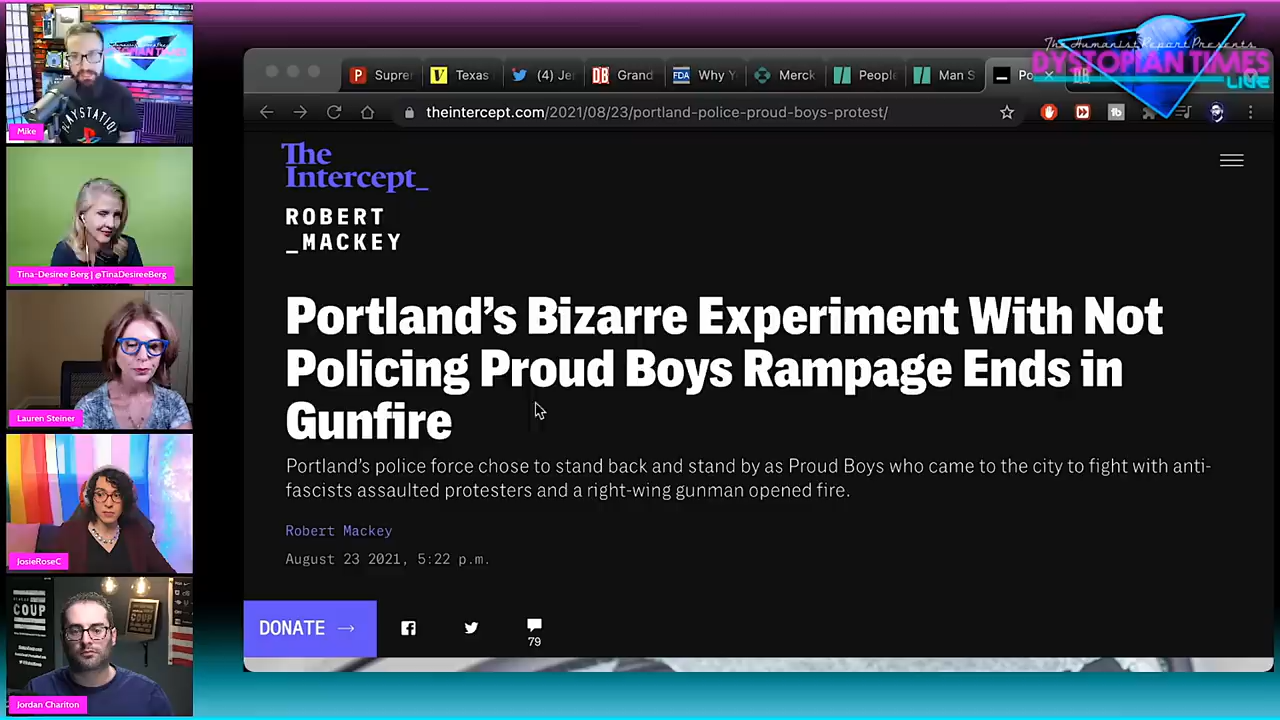 Mike
PLAYSTATION
Tina-Desiree Berg | @TinaDesireeBerg
Lauren Steiner
JosieRoseC
COUP
COUP
Jordan Chariton
The Humanist Report Presents
DYSTOPIAN TIMES
LIVE
Supre
Texas
(4) Je
Grand
FDA Why Y
Merck
People
Man S
Po
theintercept.com/2021/08/23/portland-police-proud-boys-protest/
The
Intercept_
ROBERT
_MACKEY
Portland’s Bizarre Experiment With Not
Policing Proud Boys Rampage Ends in
Gunfire
Portland’s police force chose to stand back and stand by as Proud Boys who came to the city to fight with anti-
fascists assaulted protesters and a right-wing gunman opened fire.
Robert Mackey
August 23 2021, 5:22 p.m.
DONATE →
79